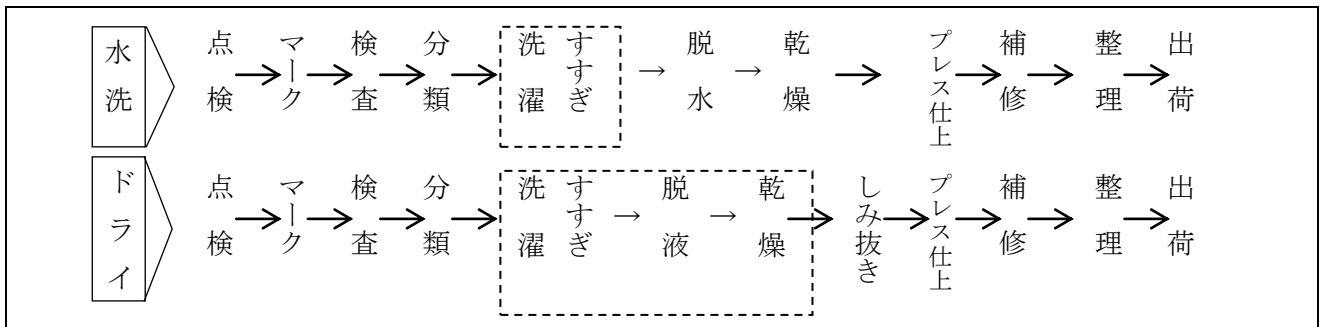 水洗
点検
マーク
検査
分類
洗濯
すすぎ
→
脱水
→
乾燥
プレス仕上
補修
整理
出荷
ドライ
点検
マーク
検査
分類
洗濯
すすぎ
→
脱液
→
乾燥
しみ抜き
プレス仕上
補修
整理
出荷